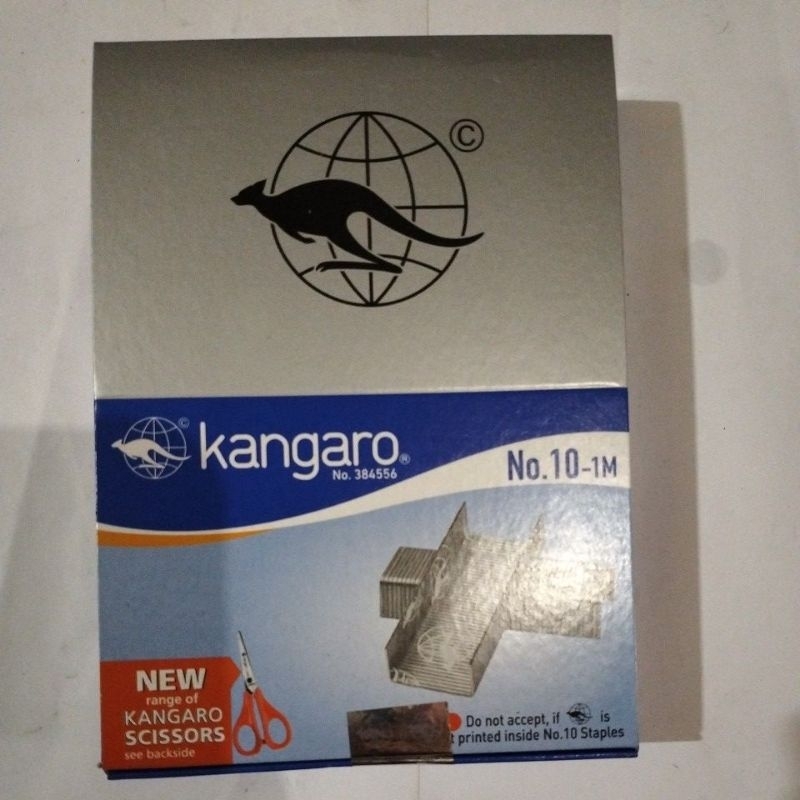 ©
©
kangaro®
No. 384556
No.10-1M
NEW
range of
KANGARO
SCISSORS
see backside
Do not accept, if is
printed inside No.10 Staples